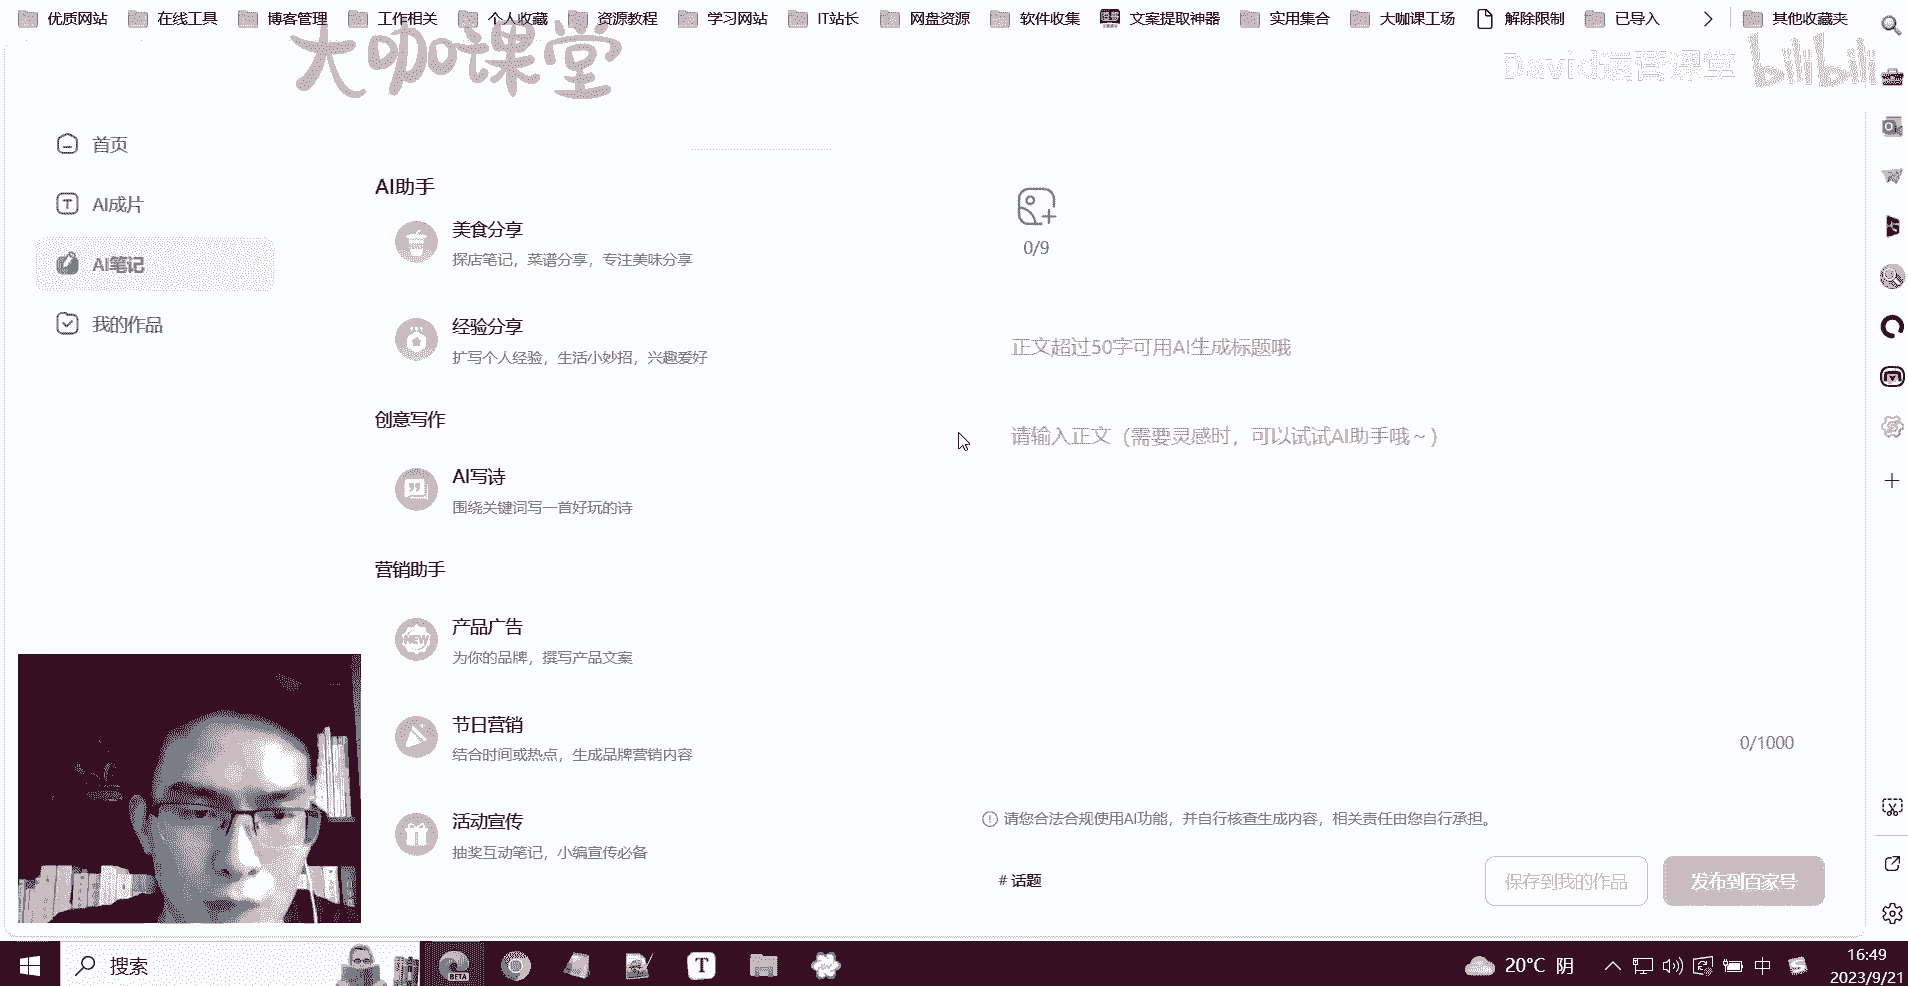 优质网站 在线工具 博客管理 工作相关 个人收藏 资源教程 学习网站 IT站长 网盘资源 软件收集 文案提取神器 实用集合 大咖课工场 解除限制 已导入 其他收藏夹
大咖课堂
David运营课堂 bilibili
首页
AI成片
AI笔记
我的作品
AI助手
美食分享
探店笔记，菜谱分享，专注美味分享
经验分享
扩写个人经验，生活小妙招，兴趣爱好
创意写作
AI写诗
围绕关键词写一首好玩的诗
营销助手
产品广告
为你的品牌，撰写产品文案
节日营销
结合时间或热点，生成品牌营销内容
活动宣传
抽奖互动笔记，小编宣传必备
0/9
正文超过50字可用AI生成标题哦
请输入正文（需要灵感时，可以试试AI助手哦～）
0/1000
请您合法合规使用AI功能，并自行核查生成内容，相关责任由您自行承担。
# 话题
保存到我的作品 发布到百家号
搜索
BETA
T
20°C 阴
中
16:49
2023/9/21